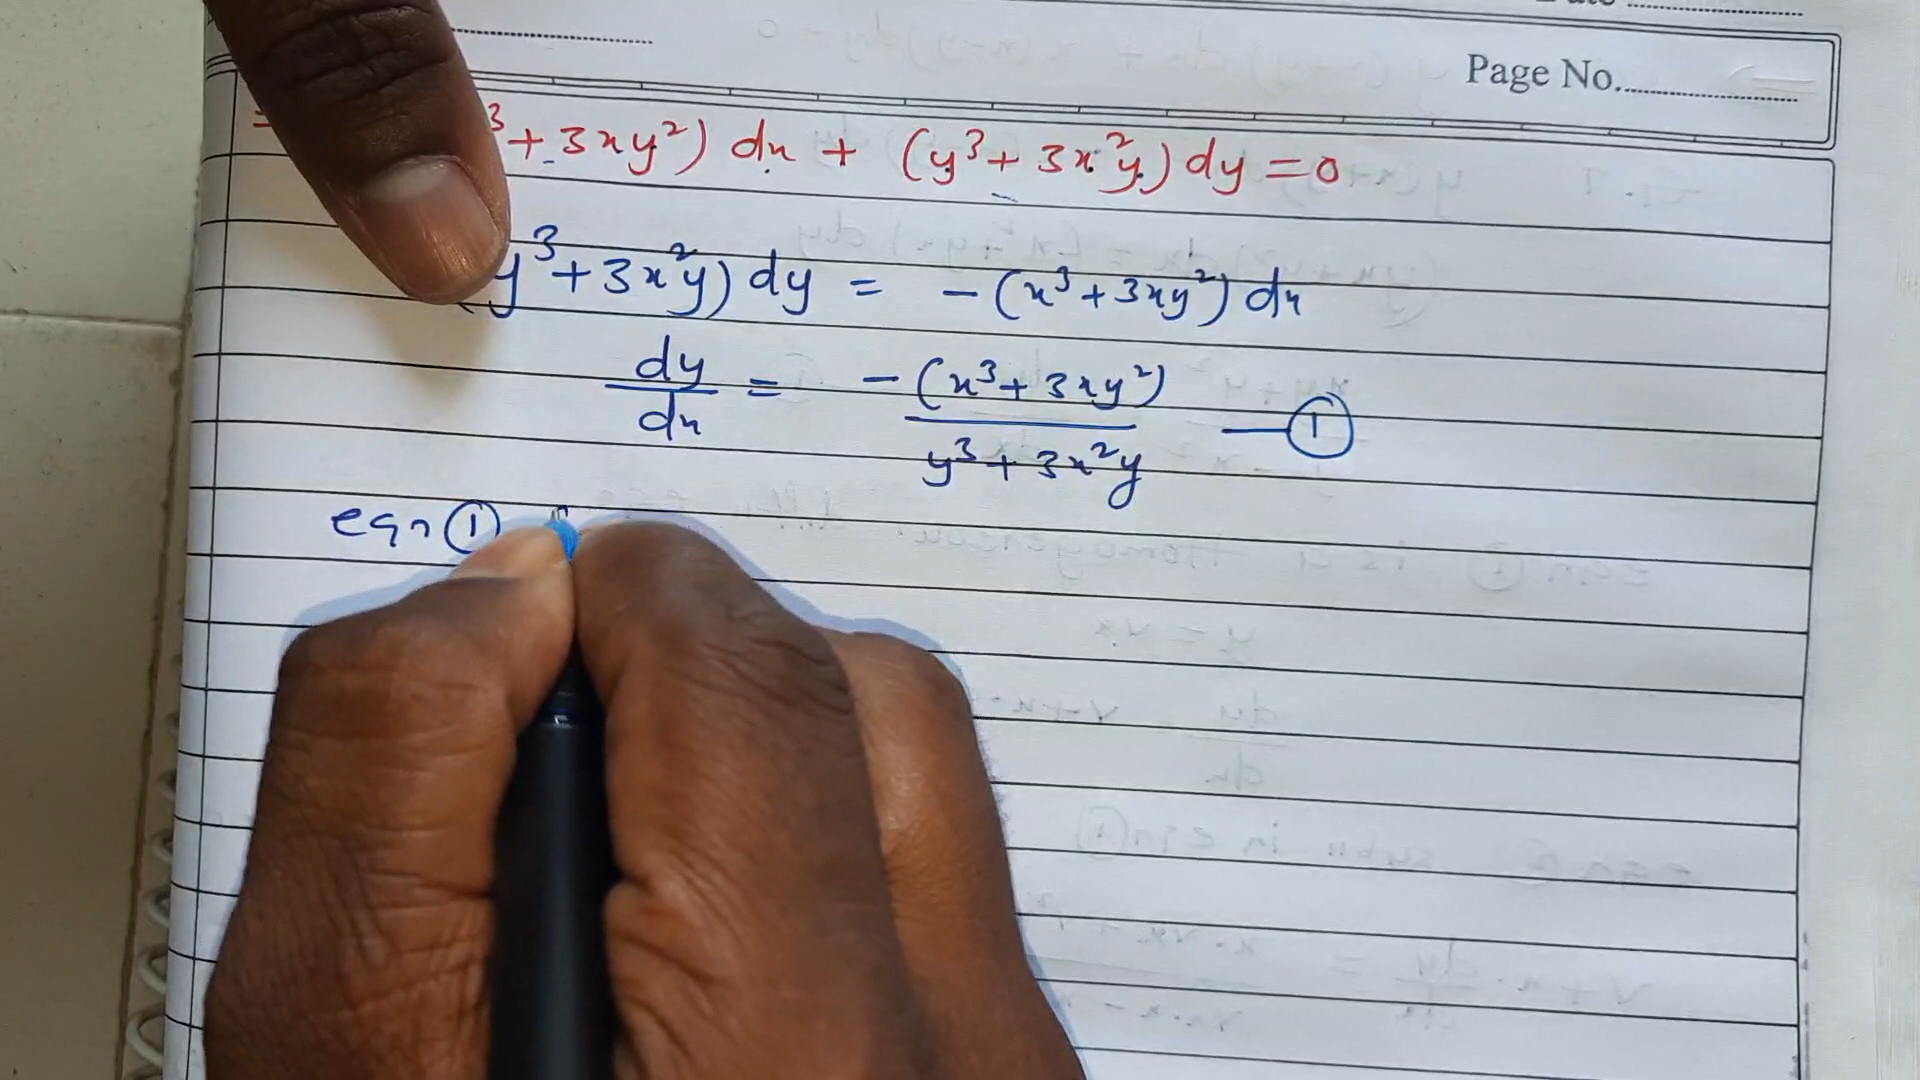 Page No.
³+3xy²) dx + (y³+3x²y) dy = 0
y³+3x²y) dy = -(x³+3xy²) dx
dy/dx = -(x³+3xy²)/y³+3x²y —①
eqn ①